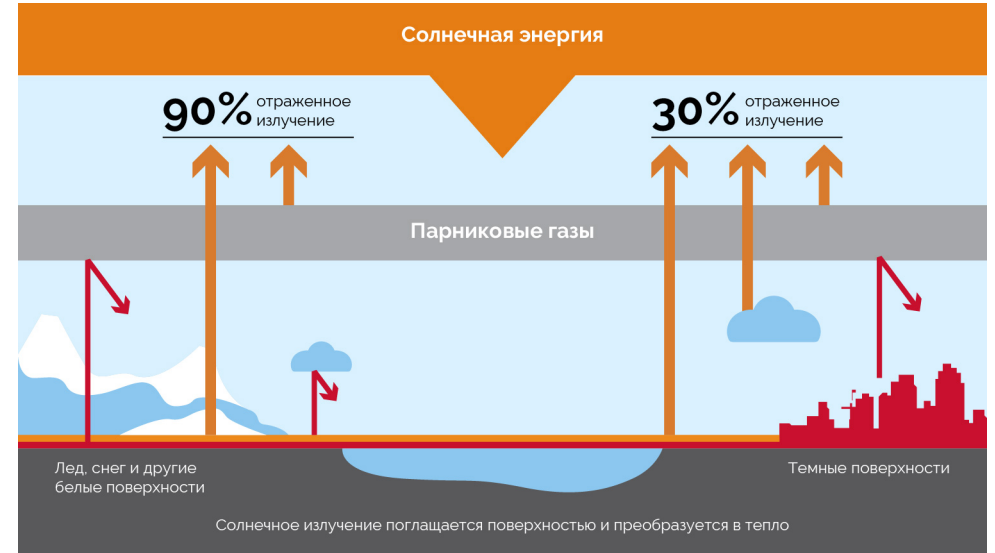 Солнечная энергия
90% отраженное
излучение
30% отраженное
излучение
Парниковые газы
Лед, снег и другие
белые поверхности
Темные поверхности
Солнечное излучение поглощается поверхностью и преобразуется в тепло